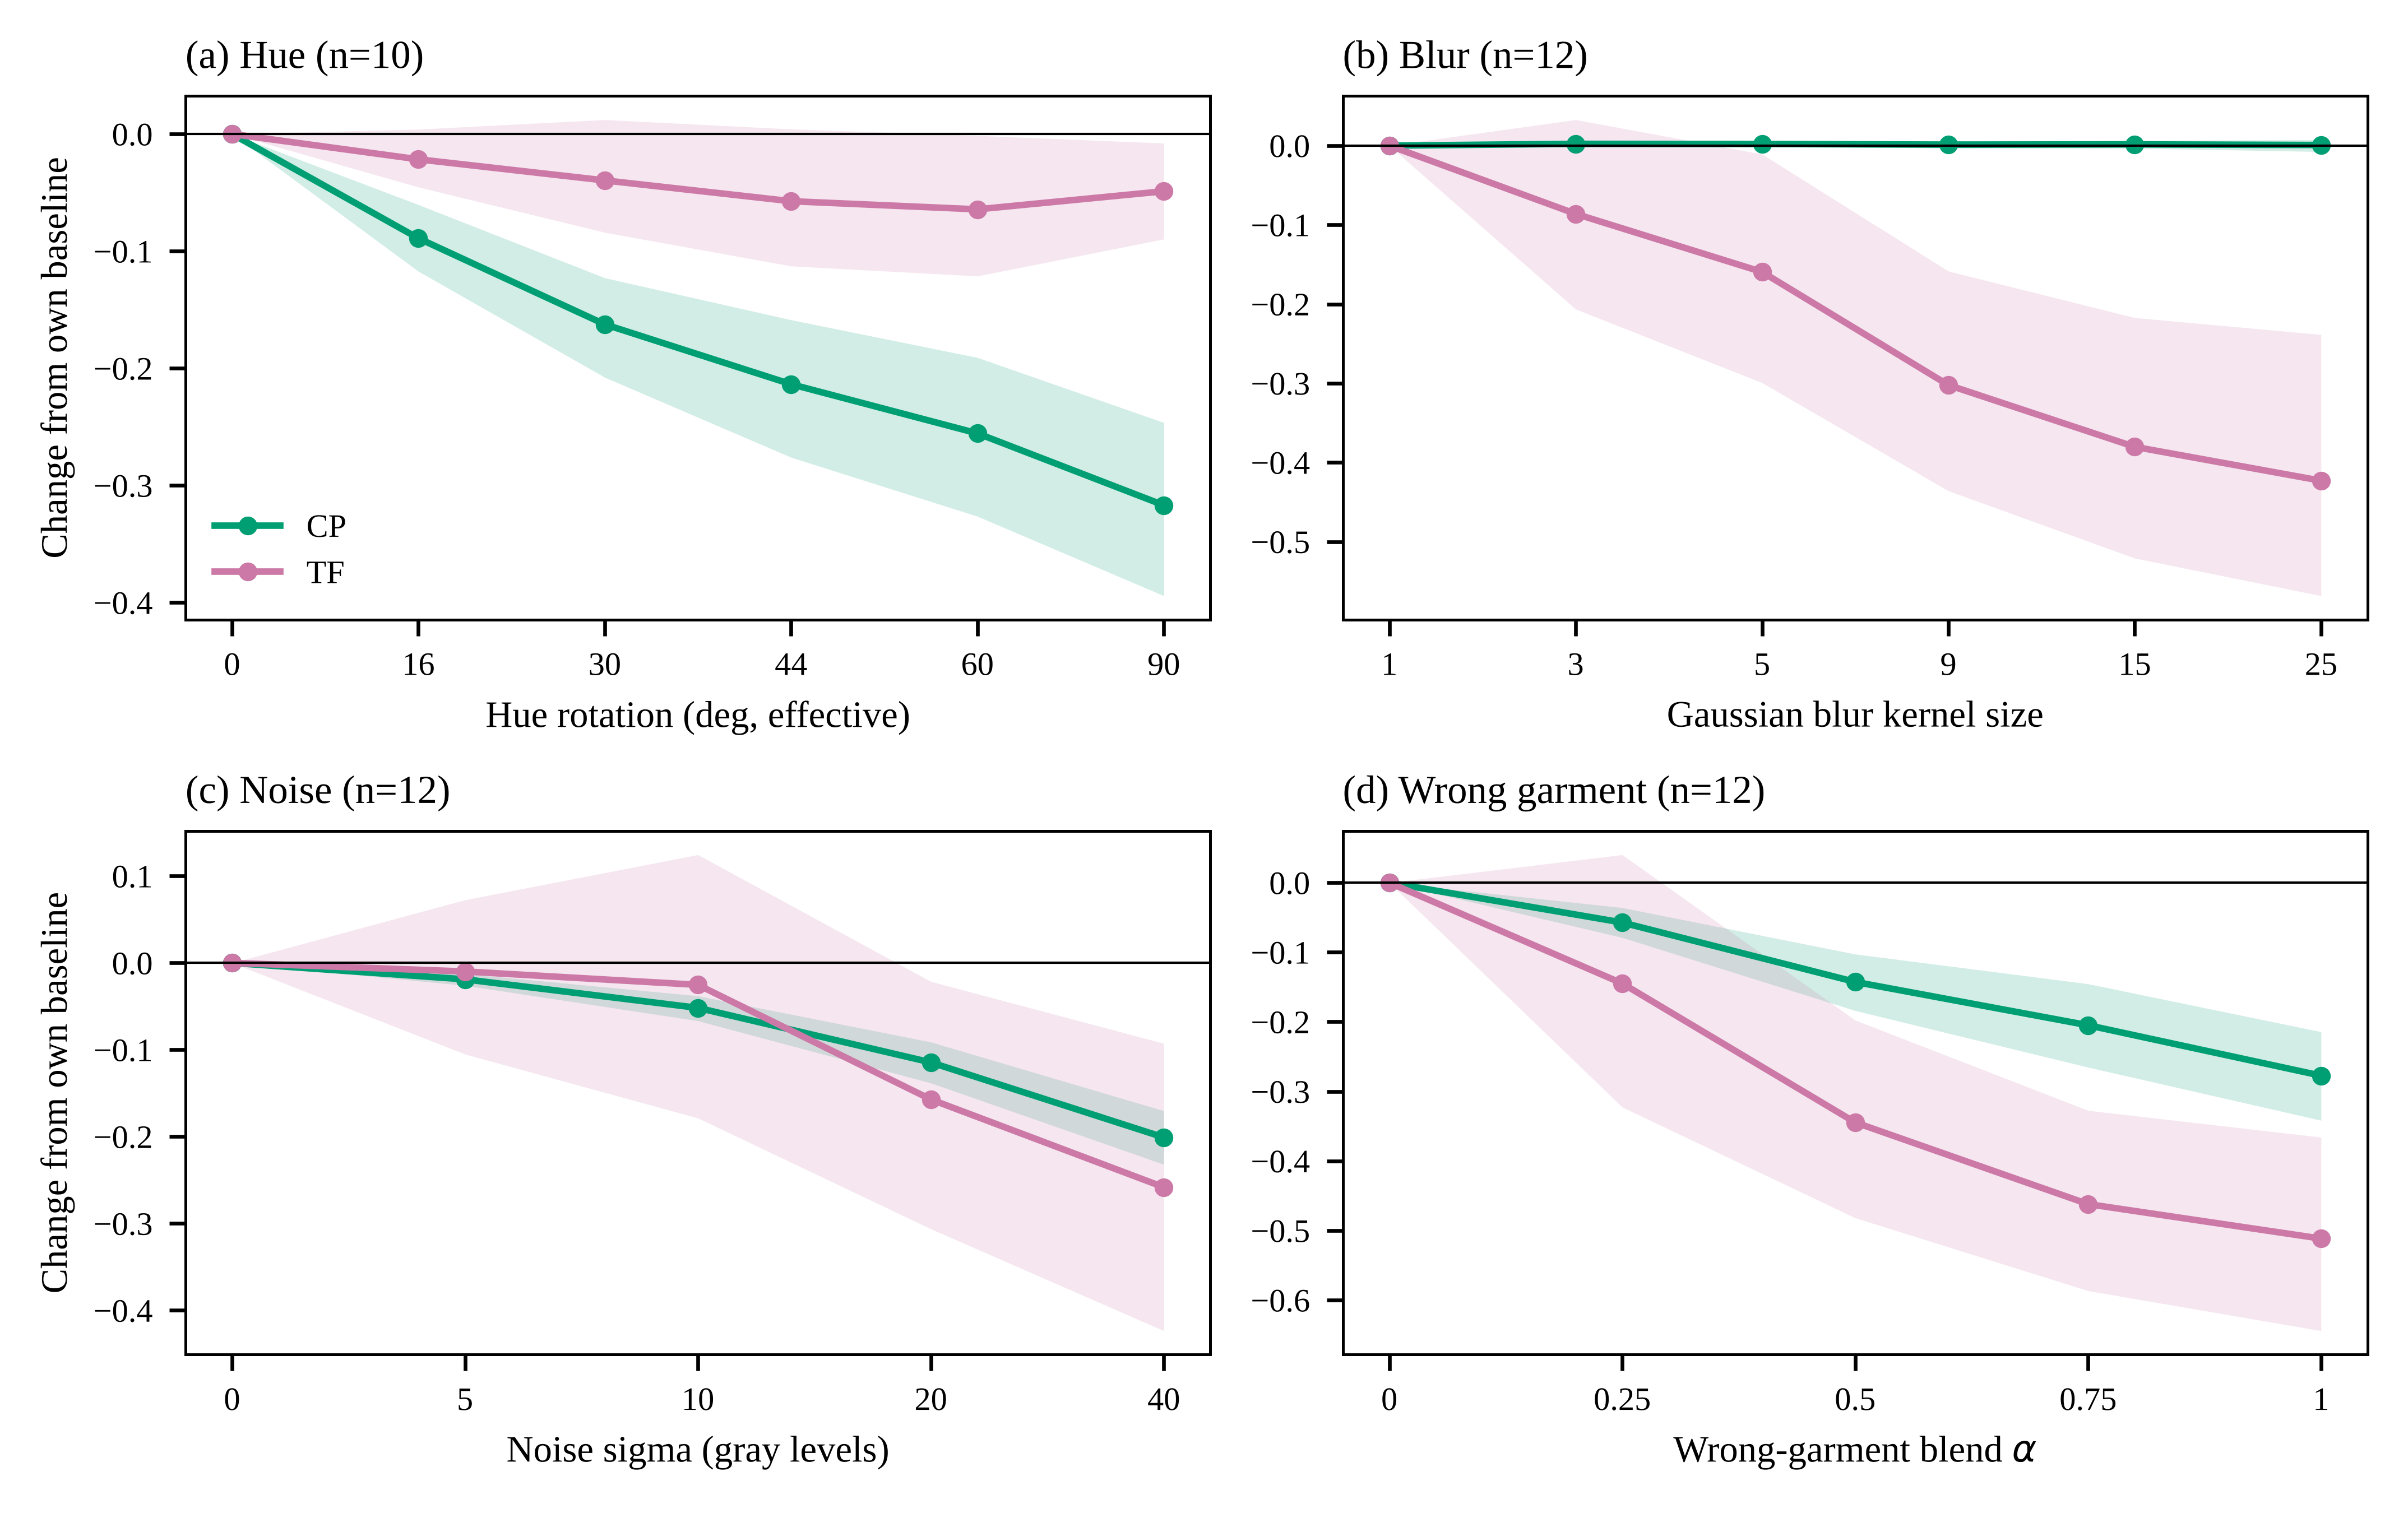 (a) Hue (n=10)
Change from own baseline
0.0
−0.1
−0.2
−0.3
−0.4
CP
TF
0 16 30 44 60 90
Hue rotation (deg, effective)
(b) Blur (n=12)
0.0
−0.1
−0.2
−0.3
−0.4
−0.5
1 3 5 9 15 25
Gaussian blur kernel size
(c) Noise (n=12)
Change from own baseline
0.1
0.0
−0.1
−0.2
−0.3
−0.4
0 5 10 20 40
Noise sigma (gray levels)
(d) Wrong garment (n=12)
0.0
−0.1
−0.2
−0.3
−0.4
−0.5
−0.6
0 0.25 0.5 0.75 1
Wrong-garment blend α